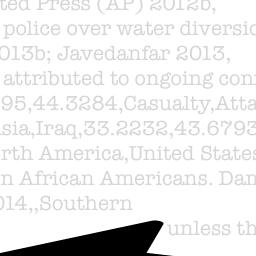 ted Press (AP) 2012b,
police over water diversio
013b; Javedanfar 2013,
attributed to ongoing con
95,44.3284,Casualty,Atta
sia,Iraq,33.2232,43.6793
rth America,United States
n African Americans. Dan
014,,Southern
unless th